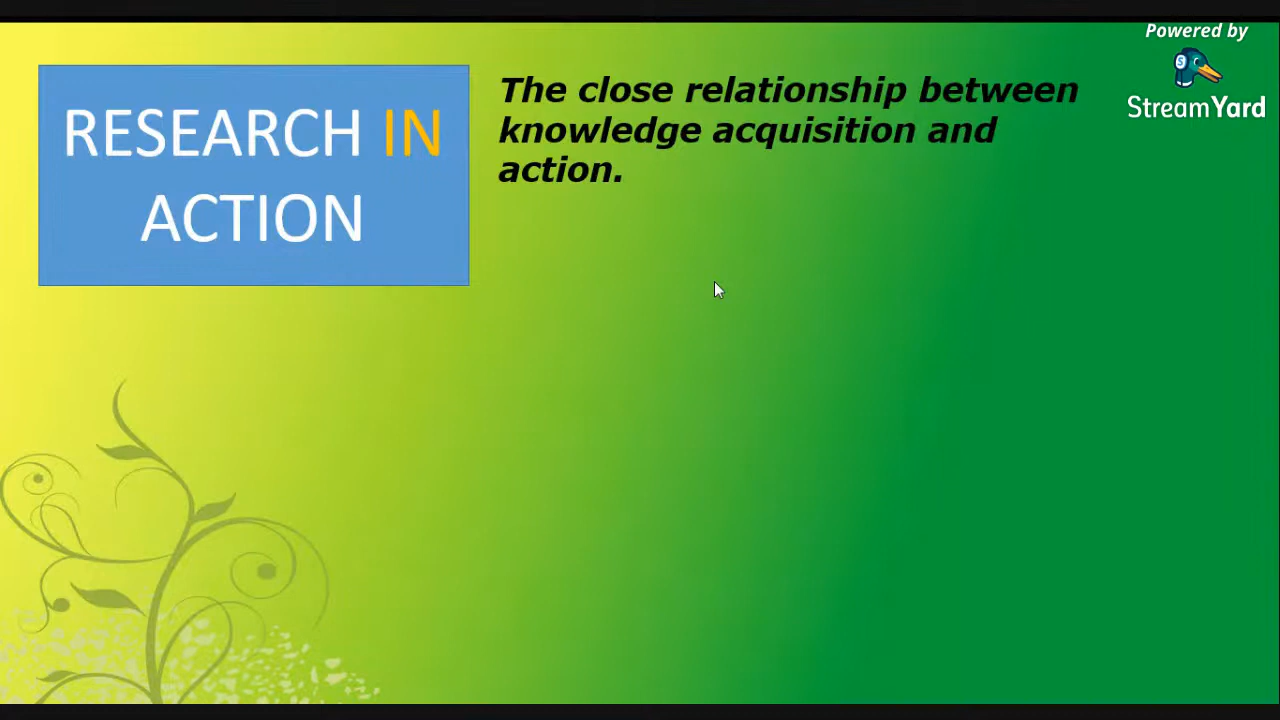 RESEARCH IN
ACTION
The close relationship between
knowledge acquisition and
action.
Powered by
S
StreamYard